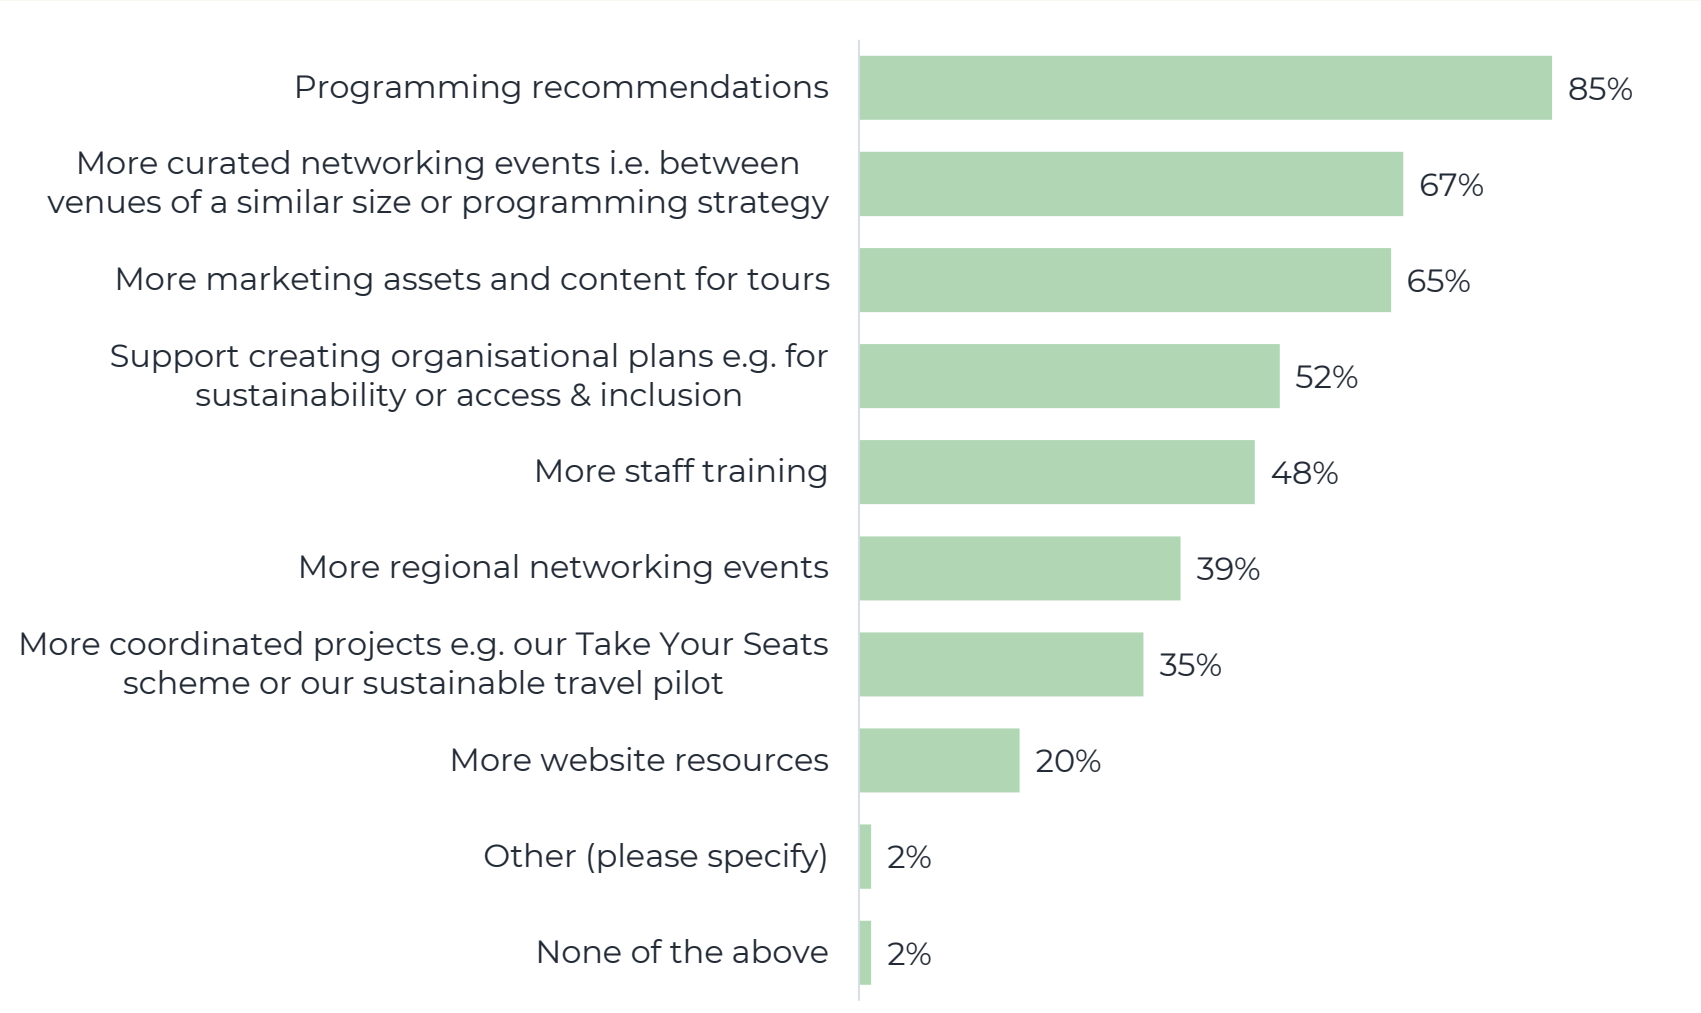 Programming recommendations
85%
More curated networking events i.e. between
venues of a similar size or programming strategy
67%
More marketing assets and content for tours
65%
Support creating organisational plans e.g. for
sustainability or access & inclusion
52%
More staff training
48%
More regional networking events
39%
More coordinated projects e.g. our Take Your Seats
scheme or our sustainable travel pilot
35%
More website resources
20%
Other (please specify)
2%
None of the above
2%